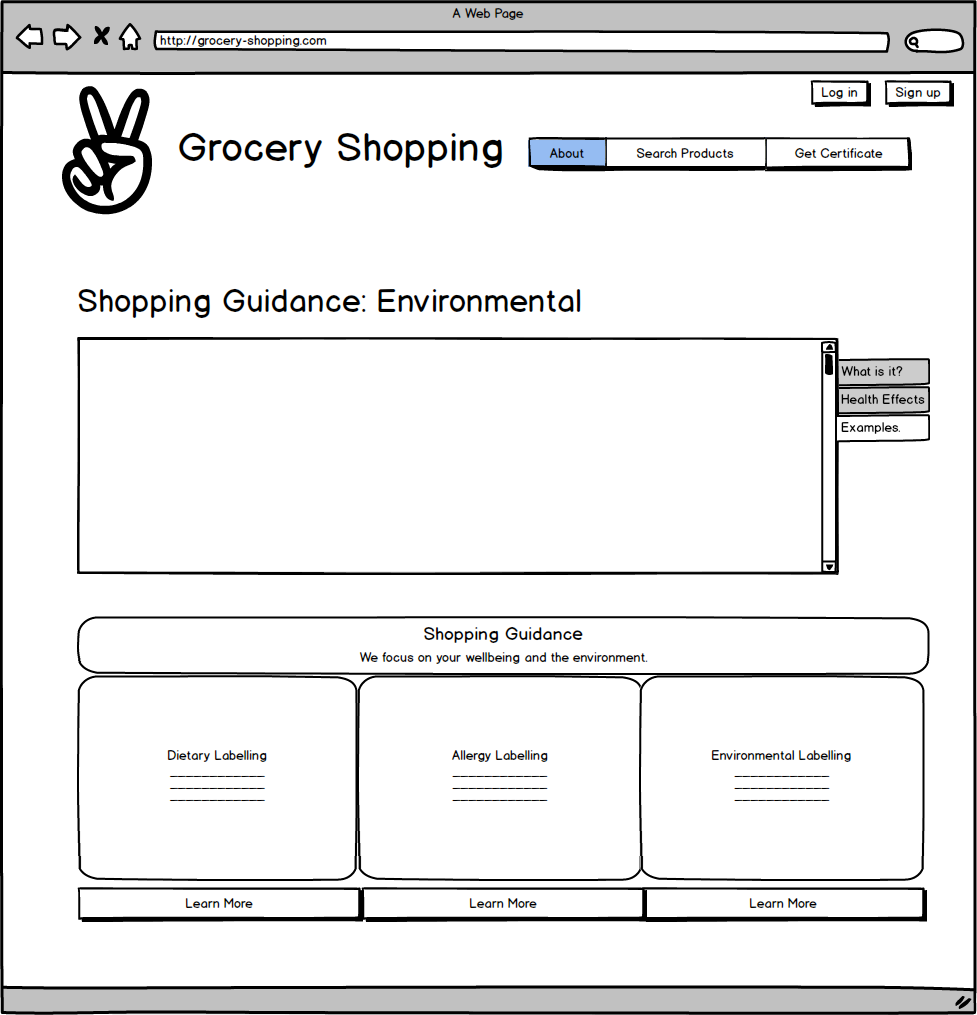 A Web Page
http://grocery-shopping.com
Log in
Sign up
Grocery Shopping
About
Search Products
Get Certificate
Shopping Guidance: Environmental
What is it?
Health Effects
Examples.
Shopping Guidance
We focus on your wellbeing and the environment.
Dietary Labelling
Allergy Labelling
Environmental Labelling
Learn More
Learn More
Learn More